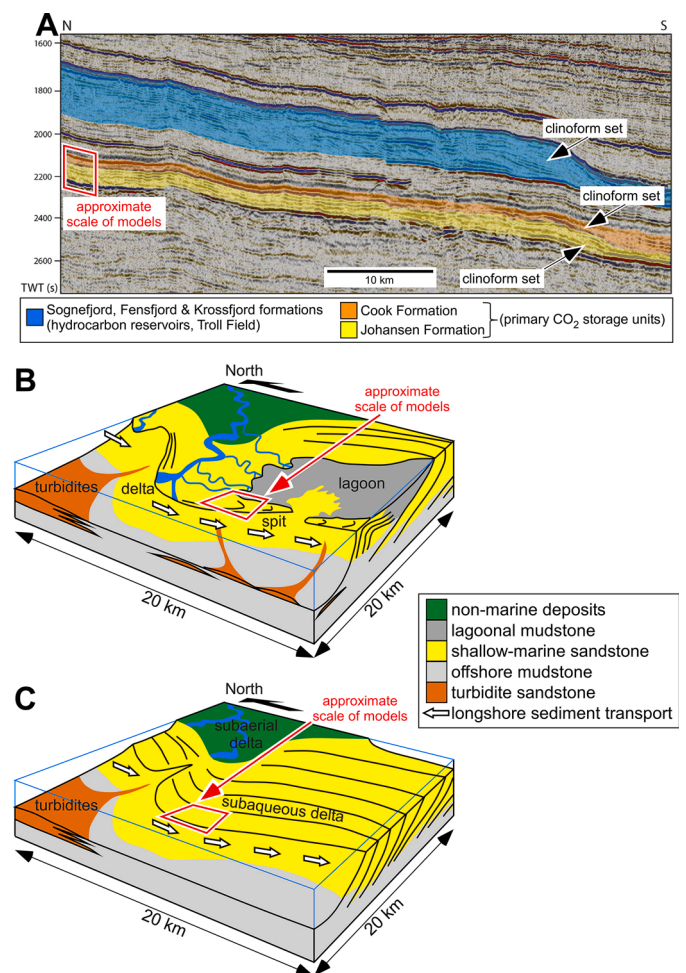 A
N
S
1600
1800
2000
2200
2400
2600
TWT (s)
clinoform set
clinoform set
clinoform set
approximate
scale of models
10 km
Sognefjord, Fensfjord & Krossfjord formations
(hydrocarbon reservoirs, Troll Field)
Cook Formation
Johansen Formation
(primary CO2 storage units)
B
North
approximate
scale of models
turbidites
delta
lagoon
spit
20 km
20 km
non-marine deposits
lagoonal mudstone
shallow-marine sandstone
offshore mudstone
turbidite sandstone
longshore sediment transport
C
North
approximate
scale of models
subaerial
delta
turbidites
subaqueous delta
20 km
20 km